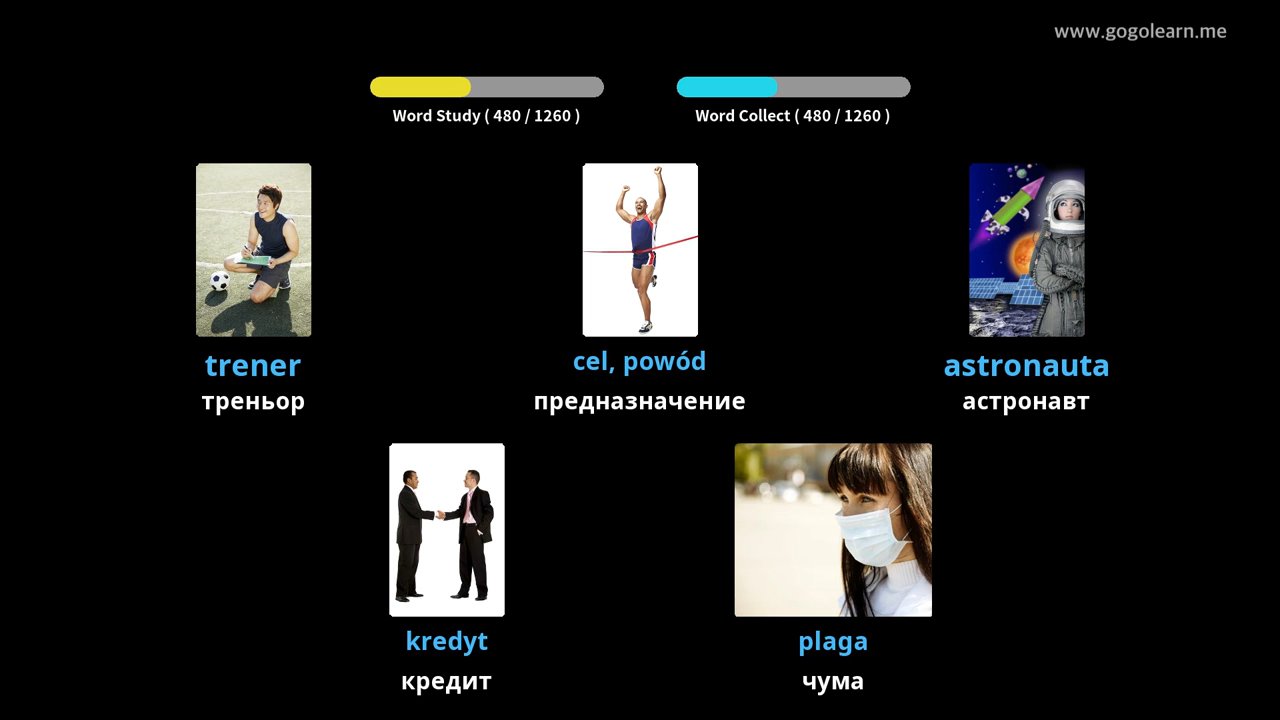 www.gogolearn.me
Word Study ( 480 / 1260 )
Word Collect ( 480 / 1260 )
trener
треньор
cel, powód
предназначение
astronauta
астронавт
kredyt
кредит
plaga
чума